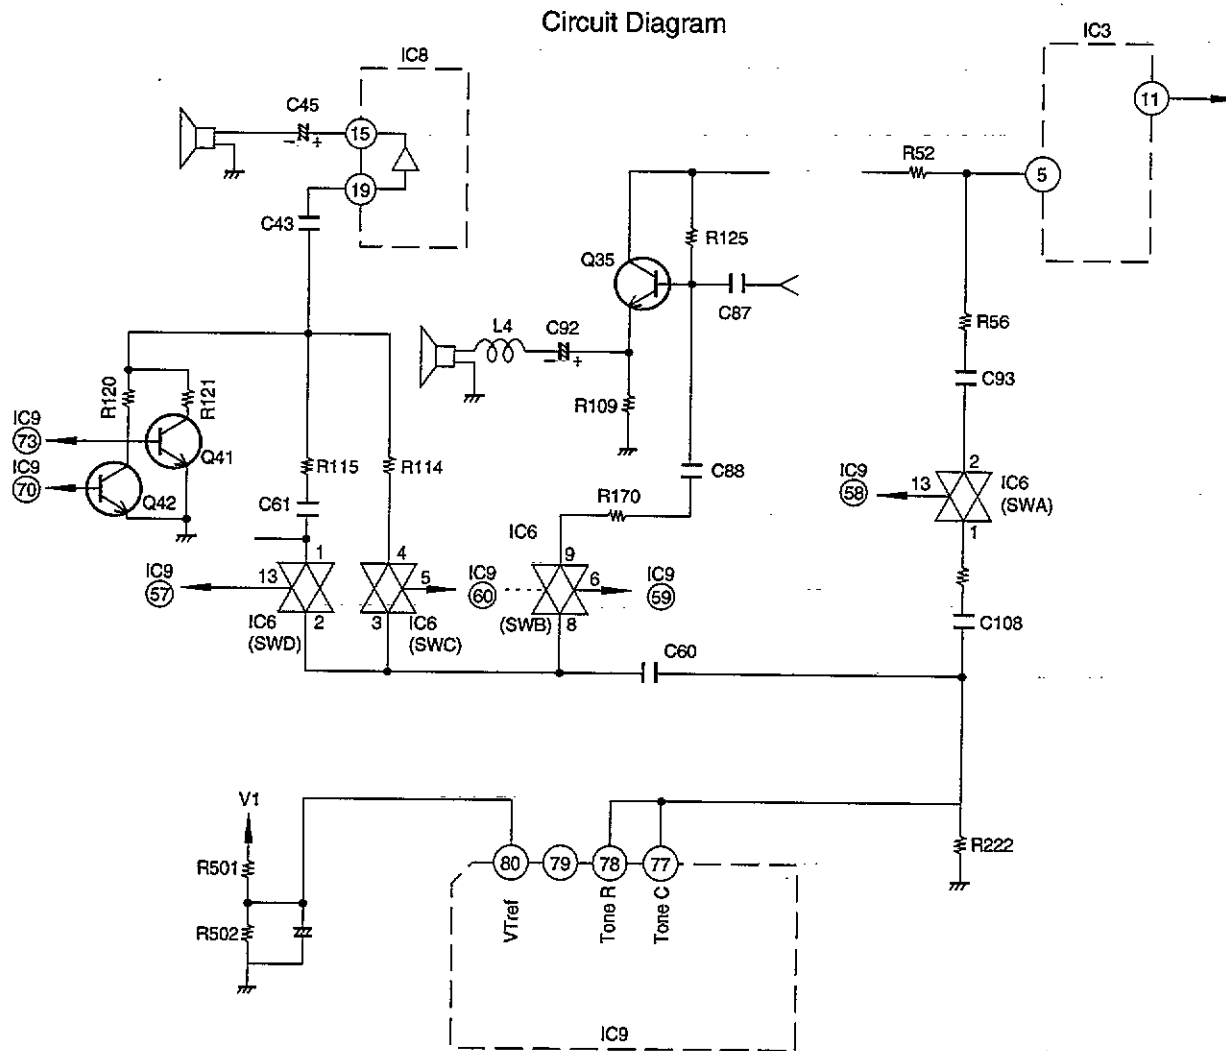 Circuit Diagram
IC8
IC3
C45
15
11
19
R52
5
C43
R125
Q35
C87
L4
C92
R56
R120
R121
C93
R109
IC9
73
Q41
IC9
70
Q42
R115
R114
C88
2
IC9
58
13
IC6
(SWA)
1
R170
C61
IC6
1
4
9
IC9
57
13
5
IC9
60
6
IC9
59
IC6
(SWD)
2
3
IC6
(SWC)
(SWB)
8
C108
C60
V1
R501
R502
80
79
78
77
R222
VTref
Tone R
Tone C
IC9